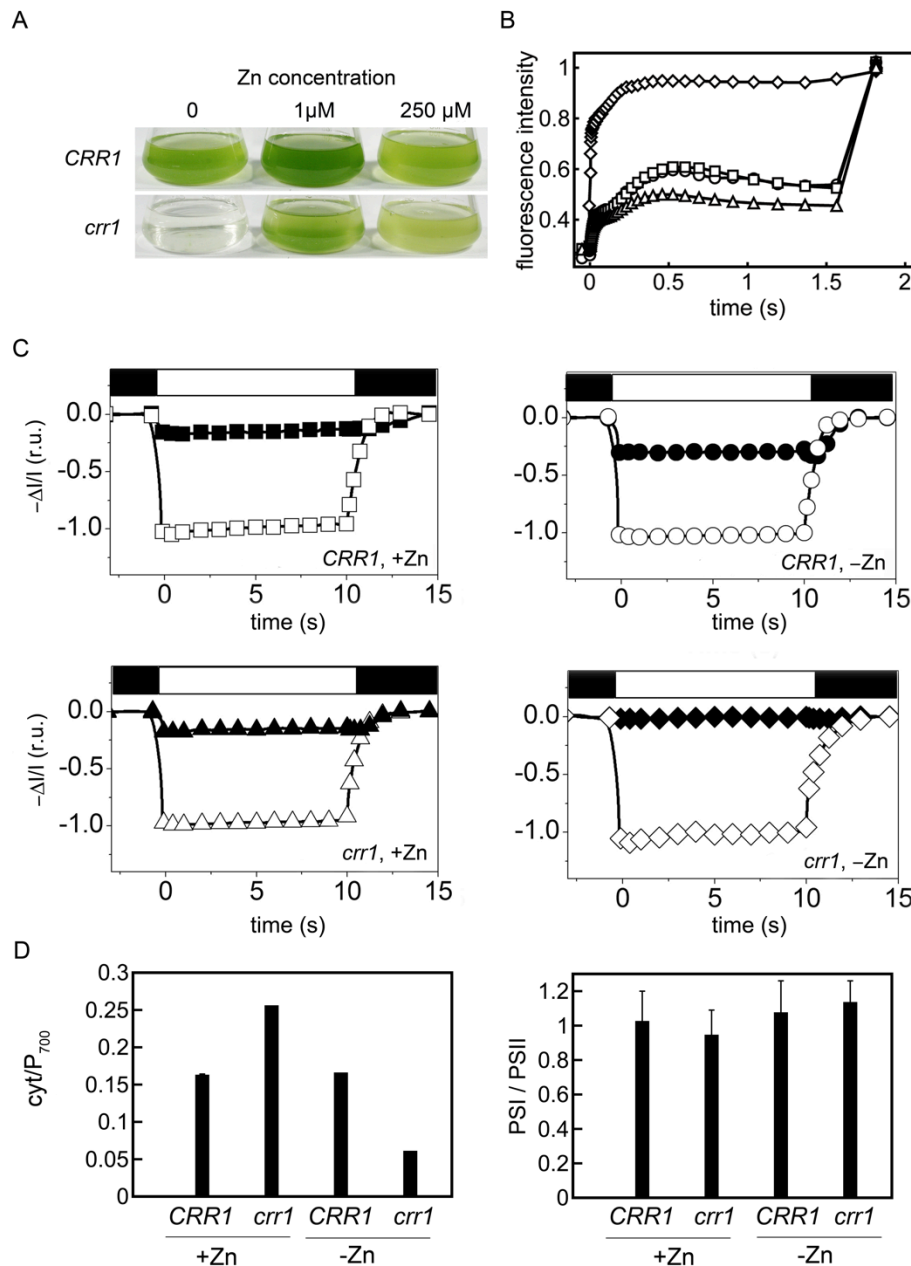 A
Zn concentration
0 1µM 250 µM
CRR1
crr1
B
fluorescence intensity
1
0.8
0.6
0.4
0 0.5 1 1.5 2
time (s)
C
−ΔI/I (r.u.)
0.0
-0.5
-1.0
CRR1, +Zn
0 5 10 15
time (s)
0.0
-0.5
-1.0
CRR1, −Zn
0 5 10 15
time (s)
−ΔI/I (r.u.)
0.0
-0.5
-1.0
crr1, +Zn
0 5 10 15
time (s)
0.0
-0.5
-1.0
crr1, −Zn
0 5 10 15
time (s)
D
cyt/P700
0.3
0.25
0.2
0.15
0.1
0.05
0
CRR1 crr1 CRR1 crr1
+Zn -Zn
PSI / PSII
1.2
1
0.8
0.6
0.4
0.2
0
CRR1 crr1 CRR1 crr1
+Zn -Zn